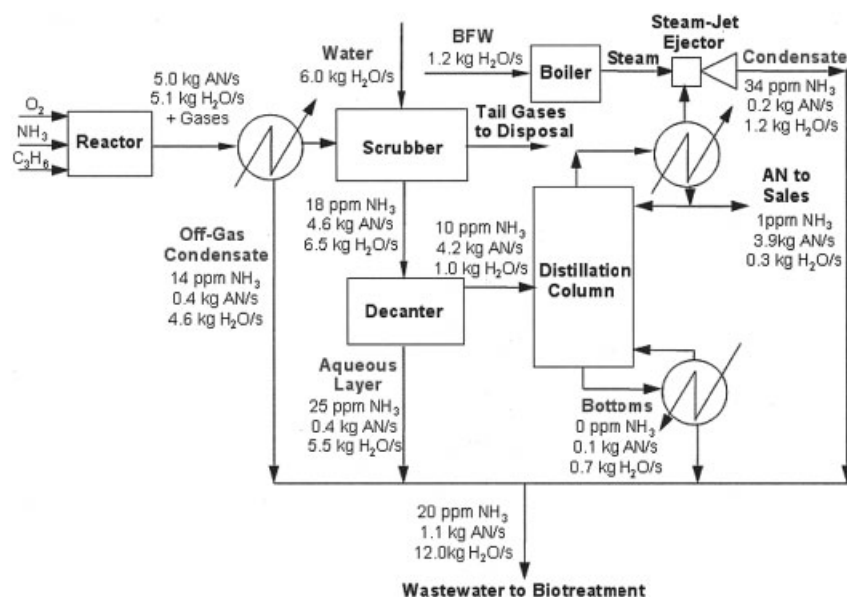 O₂
NH₃
C₃H₆
Reactor
5.0 kg AN/s
5.1 kg H₂O/s
+ Gases
Water
6.0 kg H₂O/s
Scrubber
Tail Gases
to Disposal
BFW
1.2 kg H₂O/s
Boiler
Steam
Steam-Jet
Ejector
Condensate
34 ppm NH₃
0.2 kg AN/s
1.2 kg H₂O/s
Off-Gas
Condensate
14 ppm NH₃
0.4 kg AN/s
4.6 kg H₂O/s
18 ppm NH₃
4.6 kg AN/s
6.5 kg H₂O/s
Decanter
10 ppm NH₃
4.2 kg AN/s
1.0 kg H₂O/s
Distillation
Column
AN to
Sales
1ppm NH₃
3.9kg AN/s
0.3 kg H₂O/s
Aqueous
Layer
25 ppm NH₃
0.4 kg AN/s
5.5 kg H₂O/s
Bottoms
0 ppm NH₃
0.1 kg AN/s
0.7 kg H₂O/s
20 ppm NH₃
1.1 kg AN/s
12.0kg H₂O/s
Wastewater to Biotreatment